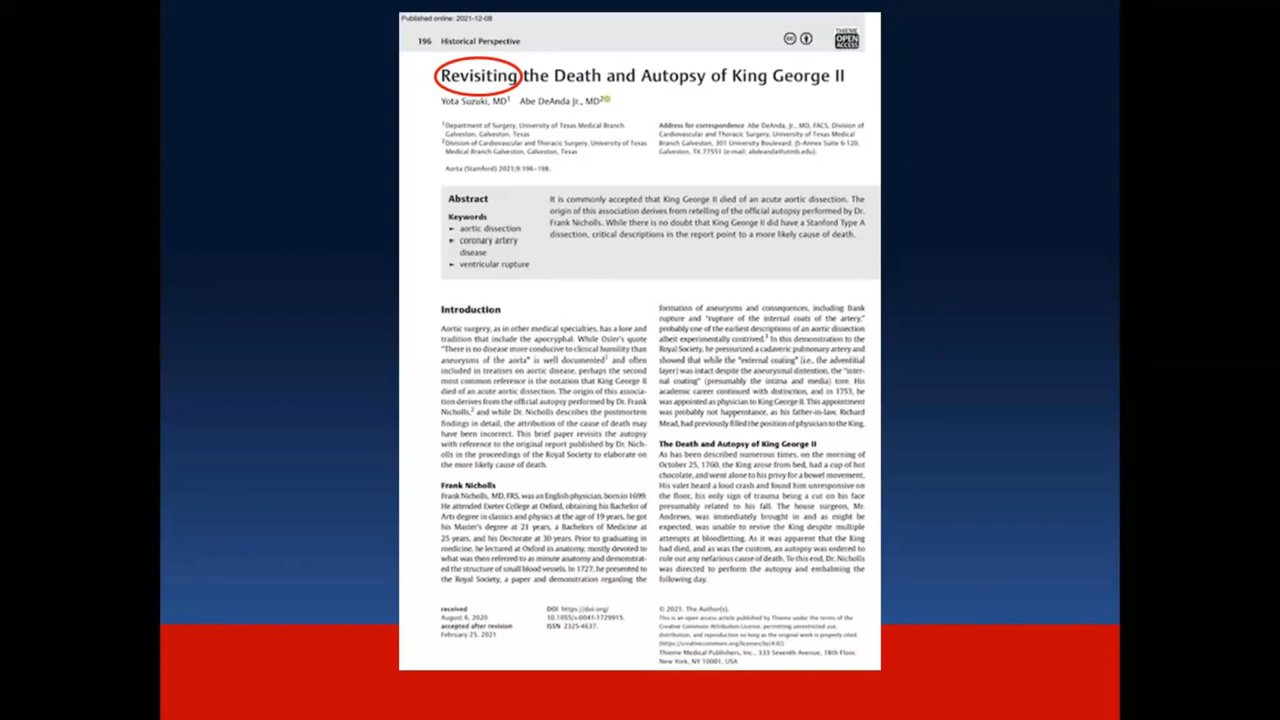 Published online: 2021-12-08
196 Historical Perspective
THIEME
OPEN
ACCESS
Revisiting the Death and Autopsy of King George II
Yota Suzuki, MD1 Abe DeAnda Jr., MD2
1Department of Surgery, University of Texas Medical Branch
Galveston, Galveston, Texas
2Division of Cardiovascular and Thoracic Surgery, University of Texas
Medical Branch Galveston, Galveston, Texas
Aorta (Stamford) 2021;9:196–198.
Address for correspondence Abe DeAnda, Jr., MD, FACS, Division of
Cardiovascular and Thoracic Surgery, University of Texas Medical
Branch Galveston, 301 University Boulevard. JS-Annex Suite 6-120,
Galveston, TX 77551 (e-mail: abdeanda@utmb.edu).
Abstract
Keywords
► aortic dissection
► coronary artery
disease
► ventricular rupture
It is commonly accepted that King George II died of an acute aortic dissection. The
origin of this association derives from retelling of the official autopsy performed by Dr.
Frank Nicholls. While there is no doubt that King George II did have a Stanford Type A
dissection, critical descriptions in the report point to a more likely cause of death.
Introduction
Aortic surgery, as in other medical specialties, has a lore and
tradition that include the apocryphal. While Osler's quote
"There is no disease more conducive to clinical humility than
aneurysms of the aorta" is well documented1 and often
included in treatises on aortic disease, perhaps the second
most common reference is the notation that King George II
died of an acute aortic dissection. The origin of this associa-
tion derives from the official autopsy performed by Dr. Frank
Nicholls,2 and while Dr. Nicholls describes the postmortem
findings in detail, the attribution of the cause of death may
have been incorrect. This brief paper revisits the autopsy
with reference to the original report published by Dr. Nich-
olls in the proceedings of the Royal Society to elaborate on
the more likely cause of death.
Frank Nicholls
Frank Nicholls, MD, FRS, was an English physician, born in 1699.
He attended Exeter College at Oxford, obtaining his Bachelor of
Arts degree in classics and physics at the age of 19 years, he got
his Master's degree at 21 years, a Bachelors of Medicine at
25 years, and his Doctorate at 30 years. Prior to graduating in
medicine, he lectured at Oxford in anatomy, mostly devoted to
what was then referred to as minute anatomy and demonstrat-
ed the structure of small blood vessels. In 1727, he presented to
the Royal Society, a paper and demonstration regarding the
formation of aneurysms and consequences, including frank
rupture and "rupture of the internal coats of the artery,"
probably one of the earliest descriptions of an aortic dissection
albeit experimentally contrived.3 In this demonstration to the
Royal Society, he pressurized a cadaveric pulmonary artery and
showed that while the "external coating" (i.e., the adventitial
layer) was intact despite the aneurysmal distention, the "inter-
nal coating" (presumably the intima and media) tore. His
academic career continued with distinction, and in 1753, he
was appointed as physician to King George II. This appointment
was probably not happenstance, as his father-in-law, Richard
Mead, had previously filled the position of physician to the King.
The Death and Autopsy of King George II
As has been described numerous times, on the morning of
October 25, 1760, the King arose from bed, had a cup of hot
chocolate, and went alone to his privy for a bowel movement.
His valet heard a loud crash and found him unresponsive on
the floor, his only sign of trauma being a cut on his face
presumably related to his fall. The house surgeon, Mr.
Andrews, was immediately brought in and as might be
expected, was unable to revive the King despite multiple
attempts at bloodletting. As it was apparent that the King
had died, and as was the custom, an autopsy was ordered to
rule out any nefarious cause of death. To this end, Dr. Nicholls
was directed to perform the autopsy and embalming the
following day.
received
August 6, 2020
accepted after revision
February 25, 2021
DOI https://doi.org/
10.1055/s-0041-1729915.
ISSN 2325-4637.
© 2021. The Author(s).
This is an open access article published by Thieme under the terms of the
Creative Commons Attribution License, permitting unrestricted use,
distribution, and reproduction so long as the original work is properly cited.
(https://creativecommons.org/licenses/by/4.0/)
Thieme Medical Publishers, Inc., 333 Seventh Avenue, 18th Floor,
New York, NY 10001, USA